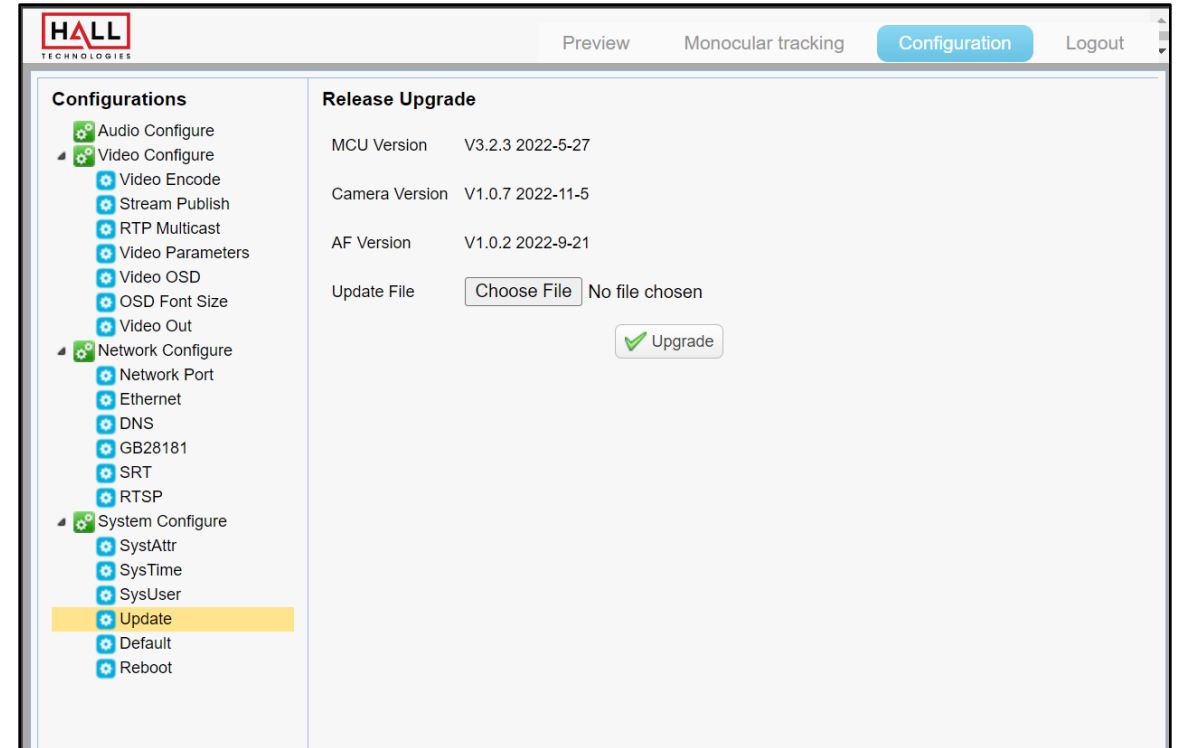 HALL
TECHNOLOGIES
Preview Monocular tracking Configuration Logout
Configurations
Audio Configure
Video Configure
Video Encode
Stream Publish
RTP Multicast
Video Parameters
Video OSD
OSD Font Size
Video Out
Network Configure
Network Port
Ethernet
DNS
GB28181
SRT
RTSP
System Configure
SystAttr
SysTime
SysUser
Update
Default
Reboot
Release Upgrade
MCU Version V3.2.3 2022-5-27
Camera Version V1.0.7 2022-11-5
AF Version V1.0.2 2022-9-21
Update File Choose File No file chosen
Upgrade